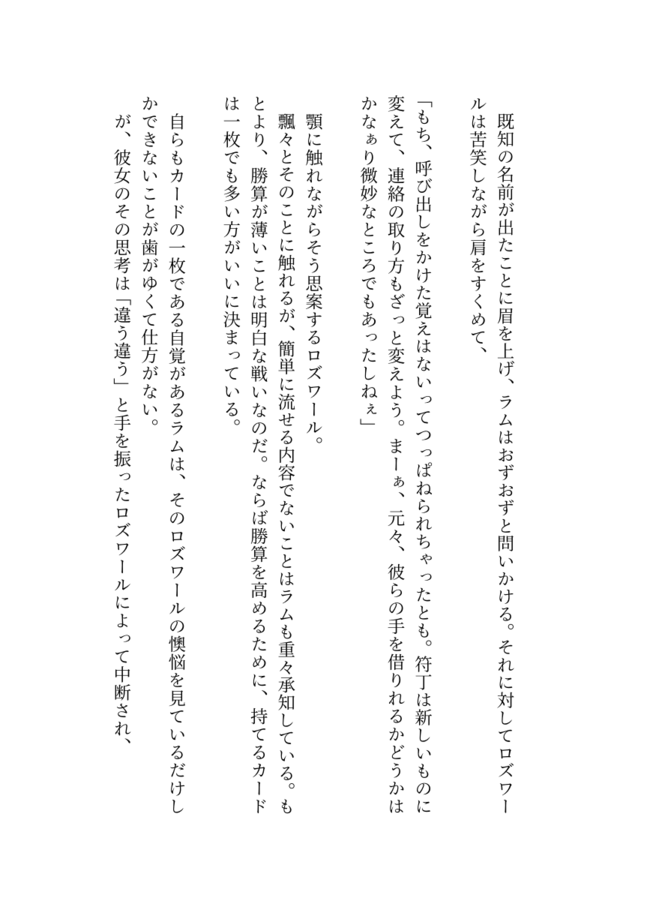 既知の名前が出たことに眉を上げ、ラムはおずおずと問いかける。それに対してロズワー
ルは苦笑しながら肩をすくめて、
「もち、呼び出しをかけた覚えはないってつっぱねられちゃったとも。符丁は新しいものに
変えて、連絡の取り方もざっと変えよう。まーぁ、元々、彼らの手を借りれるかどうかは
かなぁり微妙なところでもあったしねぇ」
顎に触れながらそう思案するロズワール。
飄々とそのことに触れるが、簡単に流せる内容でないことはラムも重々承知している。も
とより、勝算が薄いことは明白な戦いなのだ。ならば勝算を高めるために、持てるカード
は一枚でも多い方がいいに決まっている。
自らもカードの一枚である自覚があるラムは、そのロズワールの懊悩を見ているだけし
かできないことが歯がゆくて仕方がない。
が、彼女のその思考は「違う違う」と手を振ったロズワールによって中断され、